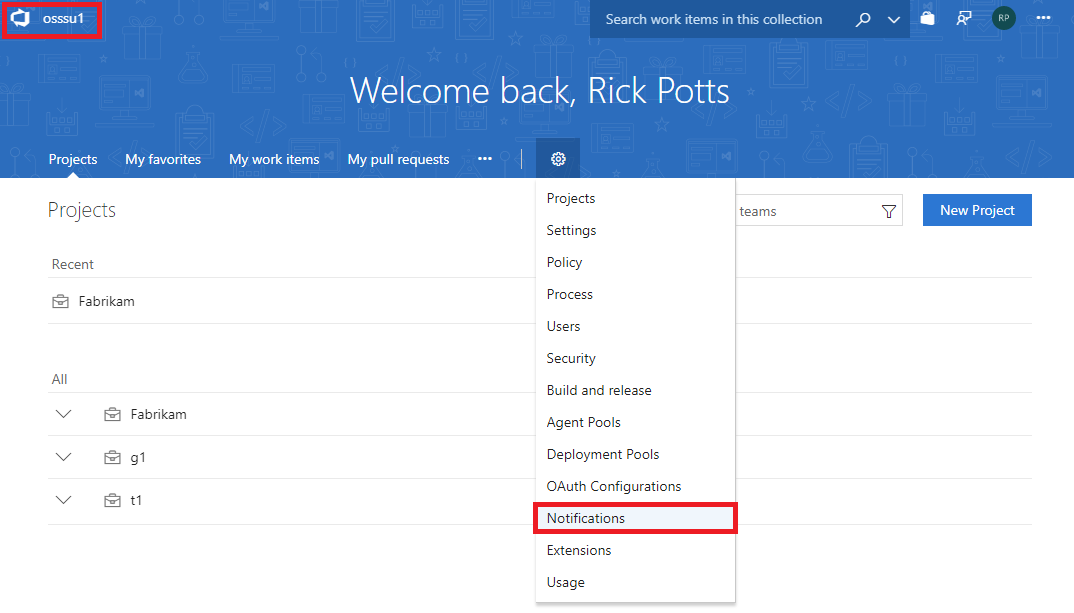 osssu1
Search work items in this collection
RP
Welcome back, Rick Potts
Projects My favorites My work items My pull requests
Projects
teams
New Project
Recent
Fabrikam
All
Fabrikam
g1
t1
Projects
Settings
Policy
Process
Users
Security
Build and release
Agent Pools
Deployment Pools
OAuth Configurations
Notifications
Extensions
Usage